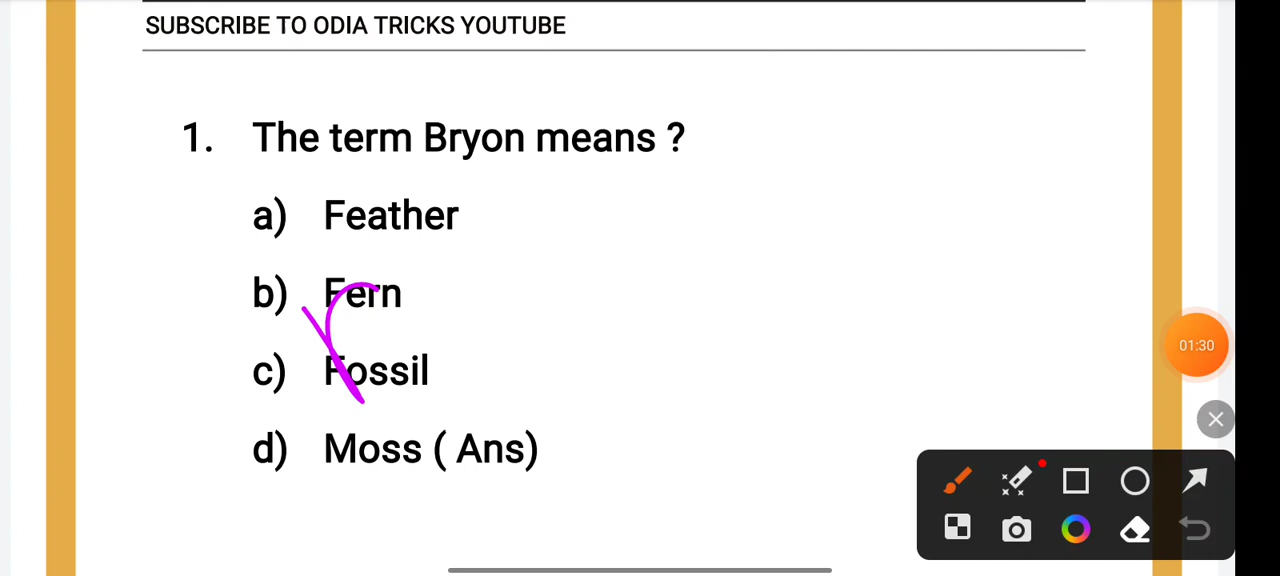 SUBSCRIBE TO ODIA TRICKS YOUTUBE
1. The term Bryon means ?
a) Feather
b) Fern
c) Fossil
01:30
d) Moss ( Ans)